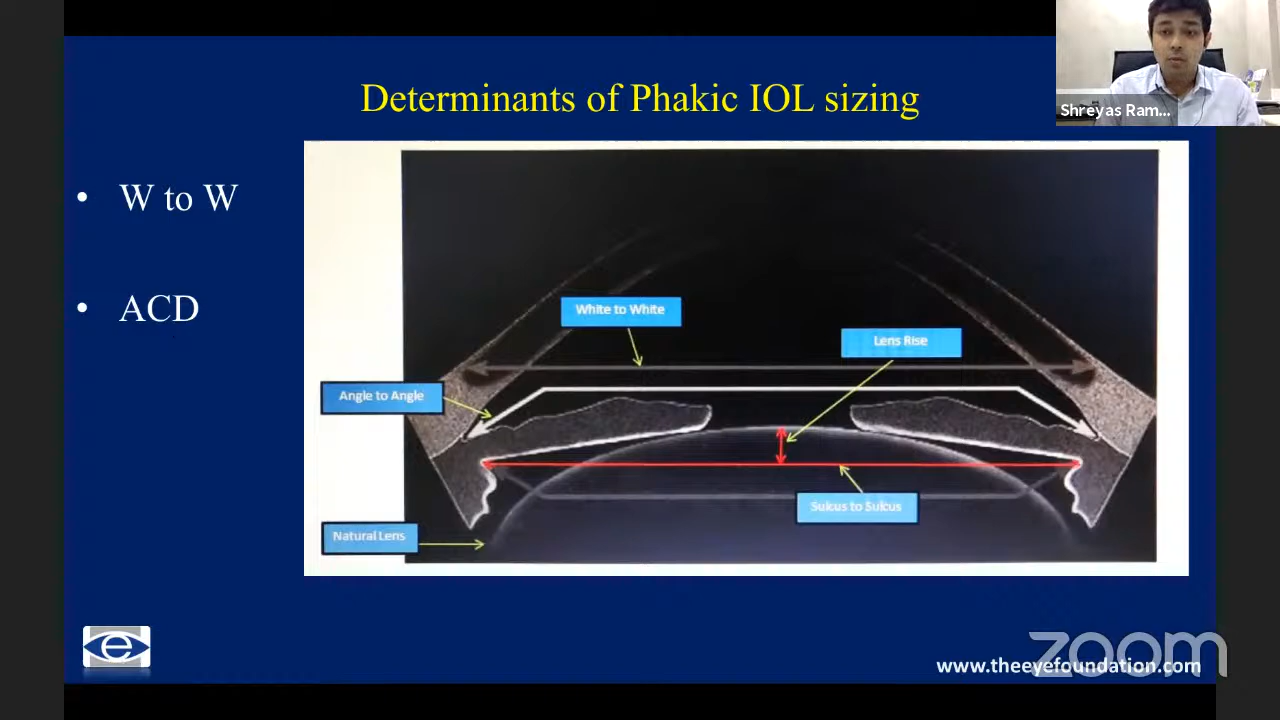 Determinants of Phakic IOL sizing
Shreyas Ram...
• W to W
• ACD
White to White
Lens Rise
Angle to Angle
Sulcus to Sulcus
Natural Lens
e
zoom
www.theeyefoundation.com